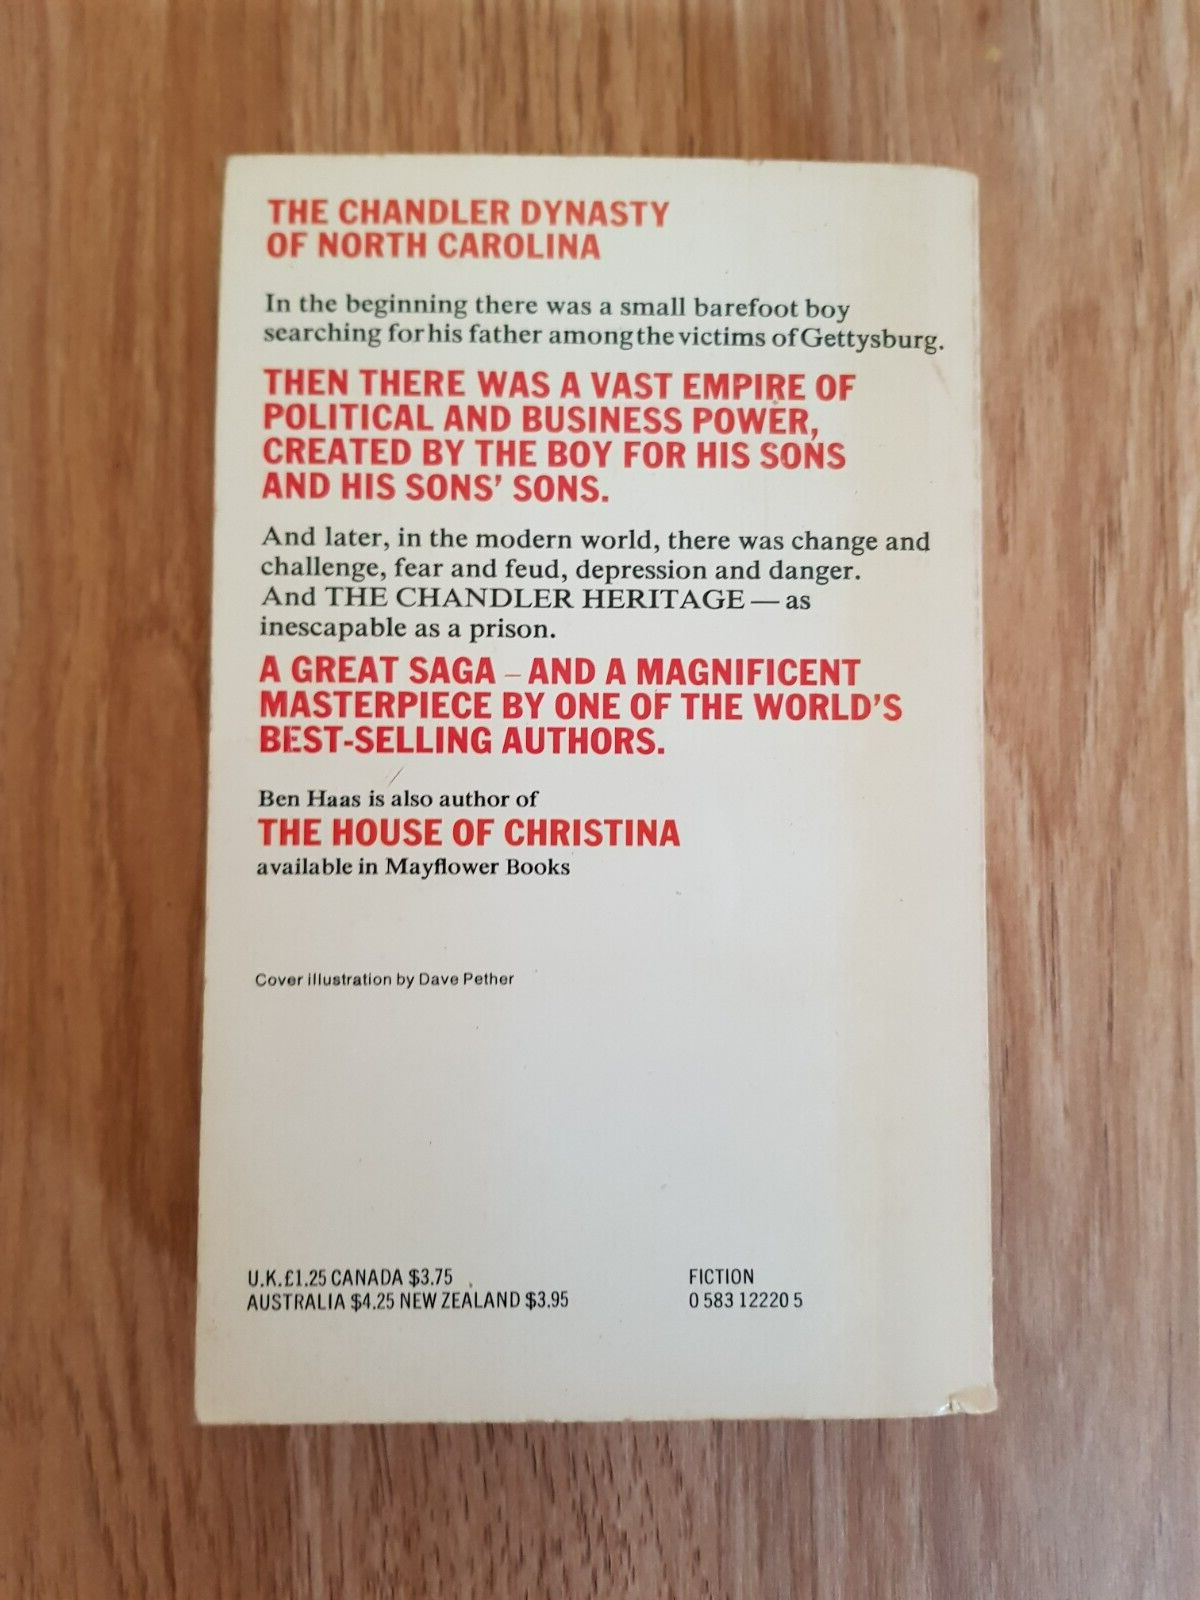 THE CHANDLER DYNASTY
OF NORTH CAROLINA
In the beginning there was a small barefoot boy
searching for his father among the victims of Gettysburg.
THEN THERE WAS A VAST EMPIRE OF
POLITICAL AND BUSINESS POWER,
CREATED BY THE BOY FOR HIS SONS
AND HIS SONS' SONS.
And later, in the modern world, there was change and
challenge, fear and feud, depression and danger.
And THE CHANDLER HERITAGE — as
inescapable as a prison.
A GREAT SAGA – AND A MAGNIFICENT
MASTERPIECE BY ONE OF THE WORLD'S
BEST-SELLING AUTHORS.
Ben Haas is also author of
THE HOUSE OF CHRISTINA
available in Mayflower Books
Cover illustration by Dave Pether
U.K.£1.25 CANADA $3.75
AUSTRALIA $4.25 NEW ZEALAND $3.95
FICTION
0 583 12220 5